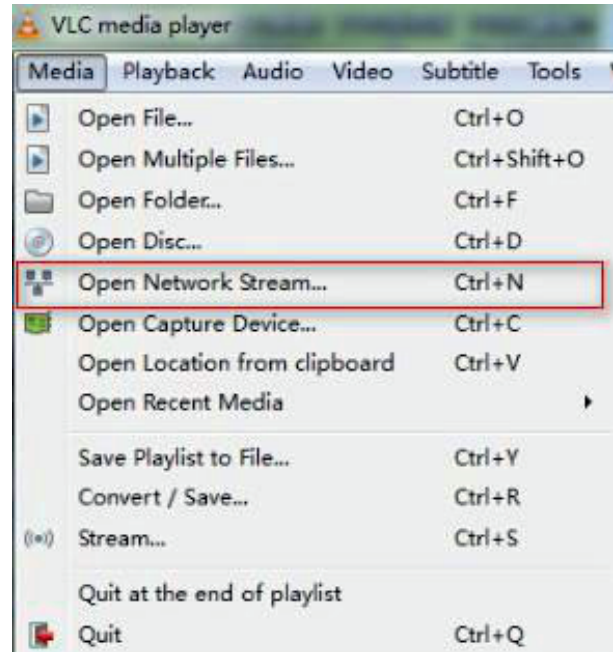 VLC media player
Media Playback Audio Video Subtitle Tools
Open File... Ctrl+O
Open Multiple Files... Ctrl+Shift+O
Open Folder... Ctrl+F
Open Disc... Ctrl+D
Open Network Stream... Ctrl+N
Open Capture Device... Ctrl+C
Open Location from clipboard Ctrl+V
Open Recent Media
Save Playlist to File... Ctrl+Y
Convert / Save... Ctrl+R
Stream... Ctrl+S
Quit at the end of playlist
Quit Ctrl+Q